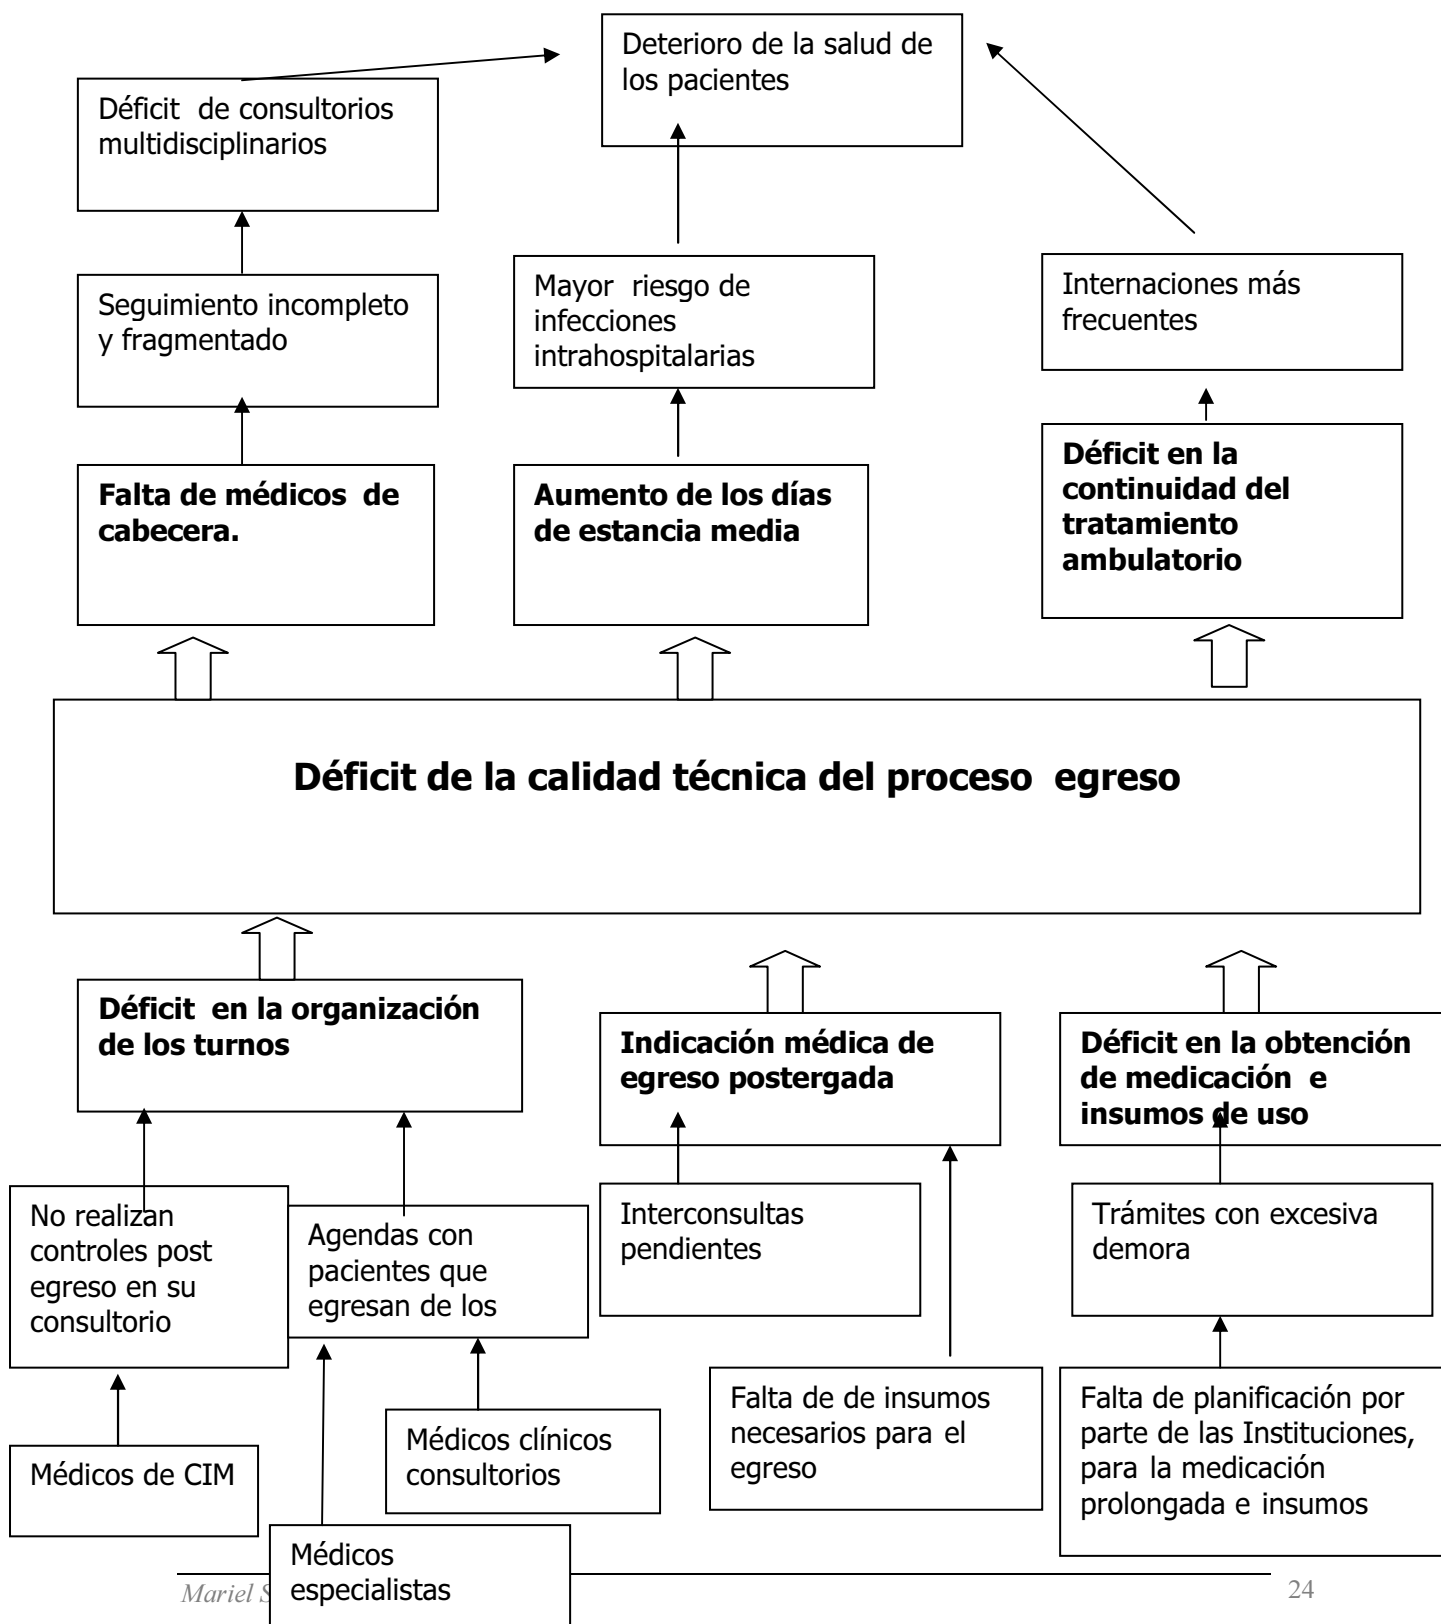 Deterioro de la salud de
los pacientes
Déficit de consultorios
multidisciplinarios
Seguimiento incompleto
y fragmentado
Mayor riesgo de
infecciones
intrahospitalarias
Internaciones más
frecuentes
Falta de médicos de
cabecera.
Aumento de los días
de estancia media
Déficit en la
continuidad del
tratamiento
ambulatorio
Déficit de la calidad técnica del proceso egreso
Déficit en la organización
de los turnos
Indicación médica de
egreso postergada
Déficit en la obtención
de medicación e
insumos de uso
No realizan
controles post
egreso en su
consultorio
Agendas con
pacientes que
egresan de los
Interconsultas
pendientes
Trámites con excesiva
demora
Médicos de CIM
Médicos clínicos
consultorios
Falta de de insumos
necesarios para el
egreso
Falta de planificación por
parte de las Instituciones,
para la medicación
prolongada e insumos
Médicos
especialistas
Mariel
24